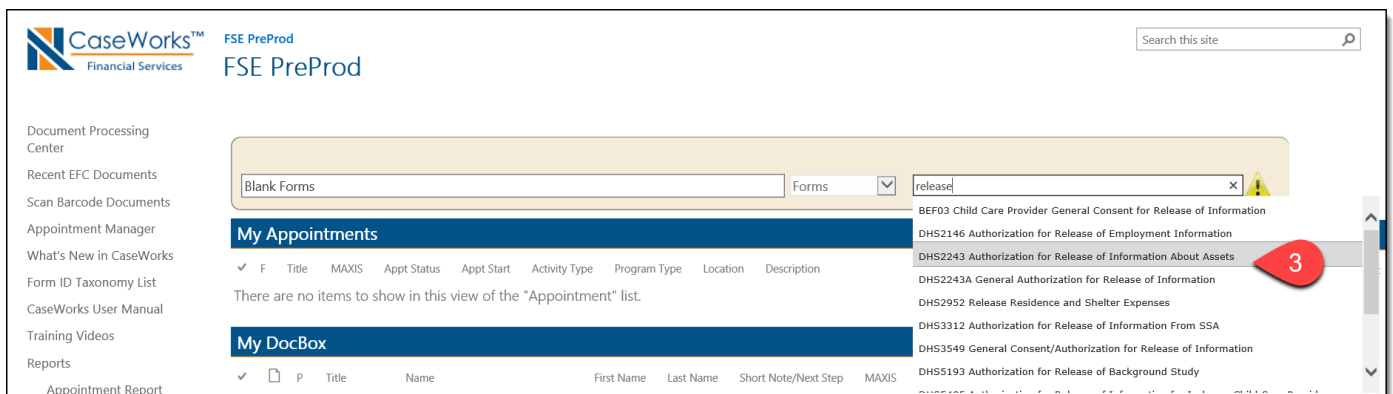 CaseWorks™
Financial Services
FSE PreProd
FSE PreProd
Search this site
Document Processing
Center
Recent EFC Documents
Scan Barcode Documents
Appointment Manager
What's New in CaseWorks
Form ID Taxonomy List
CaseWorks User Manual
Training Videos
Reports
Appointment Report
Blank Forms
Forms
release
BEF03 Child Care Provider General Consent for Release of Information
DHS2146 Authorization for Release of Employment Information
DHS2243 Authorization for Release of Information About Assets
3
DHS2243A General Authorization for Release of Information
DHS2952 Release Residence and Shelter Expenses
DHS3312 Authorization for Release of Information From SSA
DHS3549 General Consent/Authorization for Release of Information
DHS5193 Authorization for Release of Background Study
My Appointments
F Title MAXIS Appt Status Appt Start Activity Type Program Type Location Description
There are no items to show in this view of the "Appointment" list.
My DocBox
P Title Name First Name Last Name Short Note/Next Step MAXIS